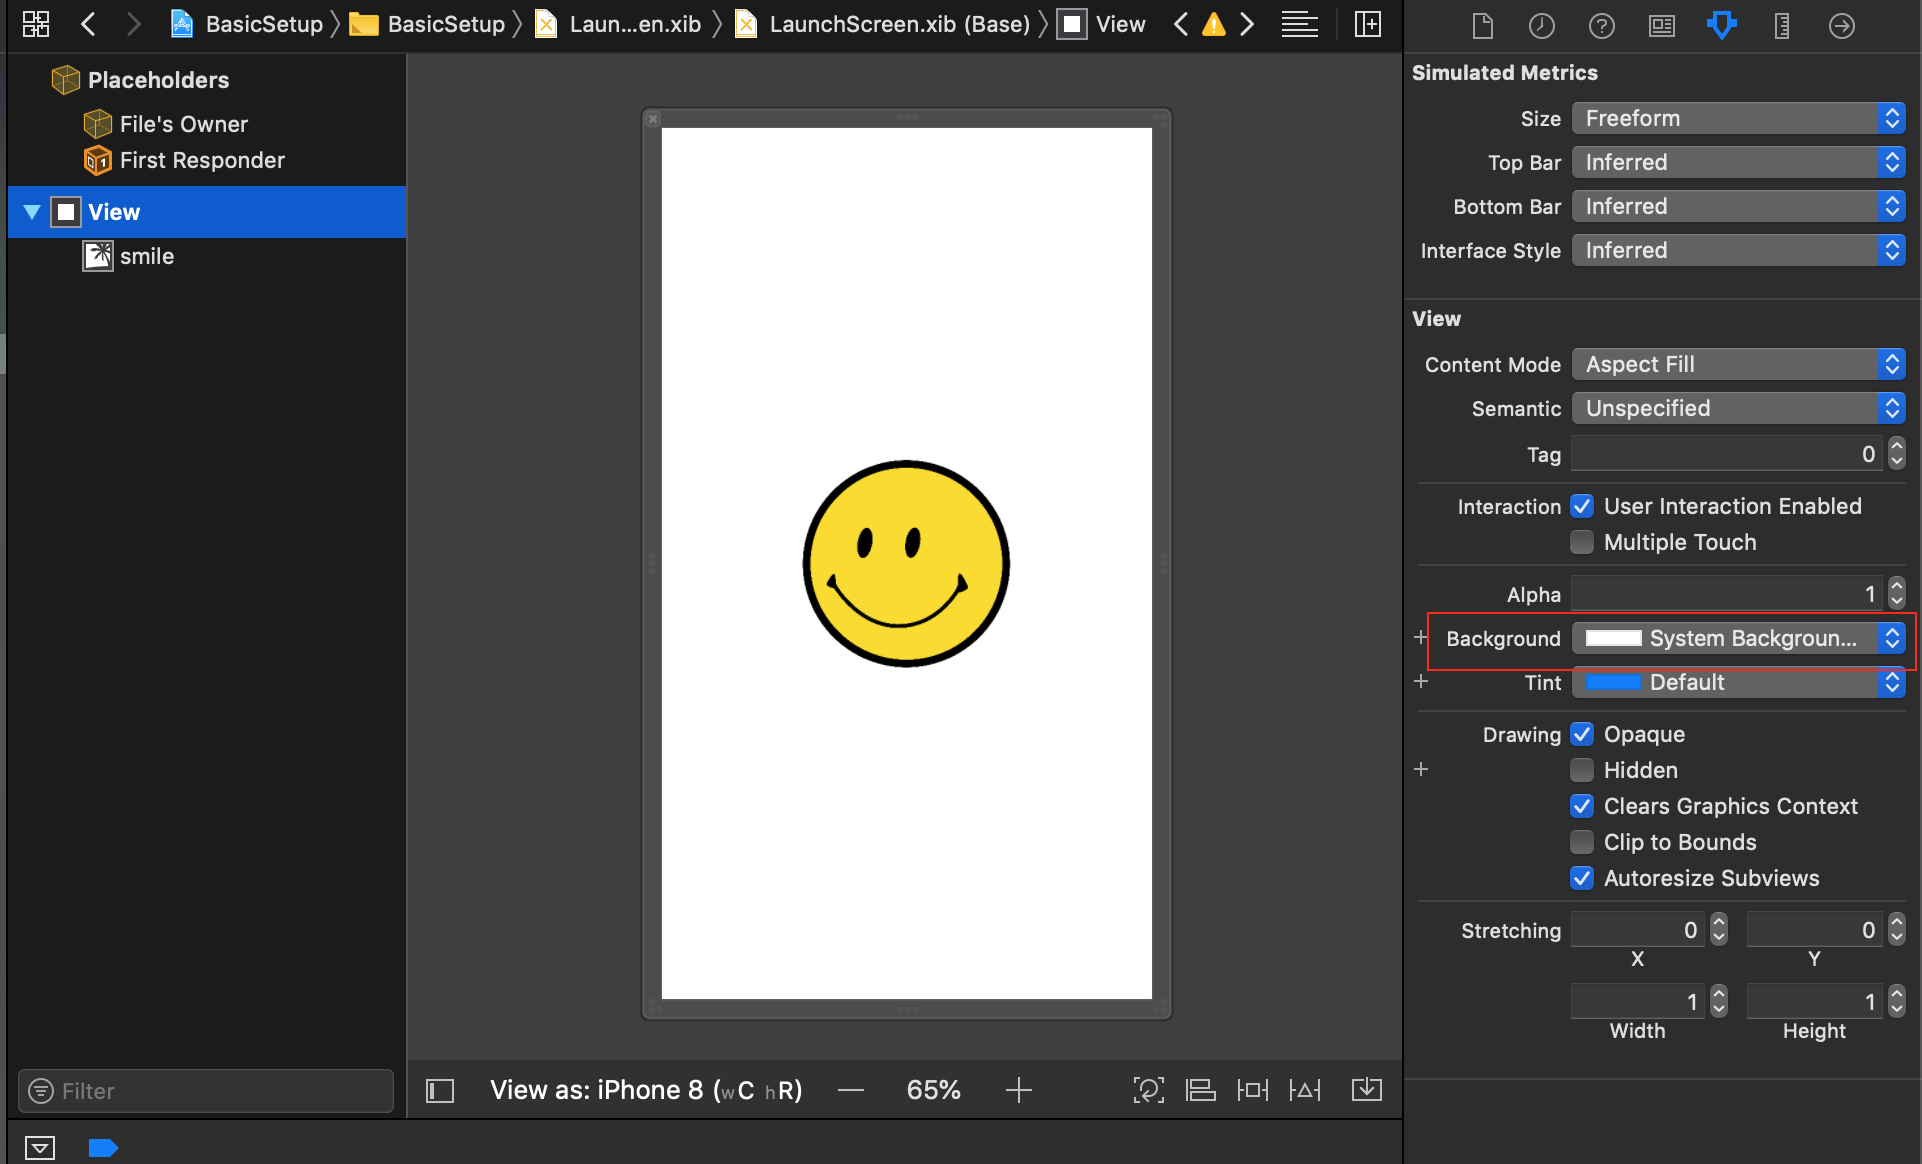 BasicSetup BasicSetup Laun...en.xib LaunchScreen.xib (Base) View
Placeholders
File's Owner
First Responder
View
smile
Filter
View as: iPhone 8 (wC hR) 65%
Simulated Metrics
Size Freeform
Top Bar Inferred
Bottom Bar Inferred
Interface Style Inferred
View
Content Mode Aspect Fill
Semantic Unspecified
Tag 0
Interaction User Interaction Enabled
Multiple Touch
Alpha 1
Background System Backgroun...
Tint Default
Drawing Opaque
Hidden
Clears Graphics Context
Clip to Bounds
Autoresize Subviews
Stretching 0 0
X Y
1 1
Width Height